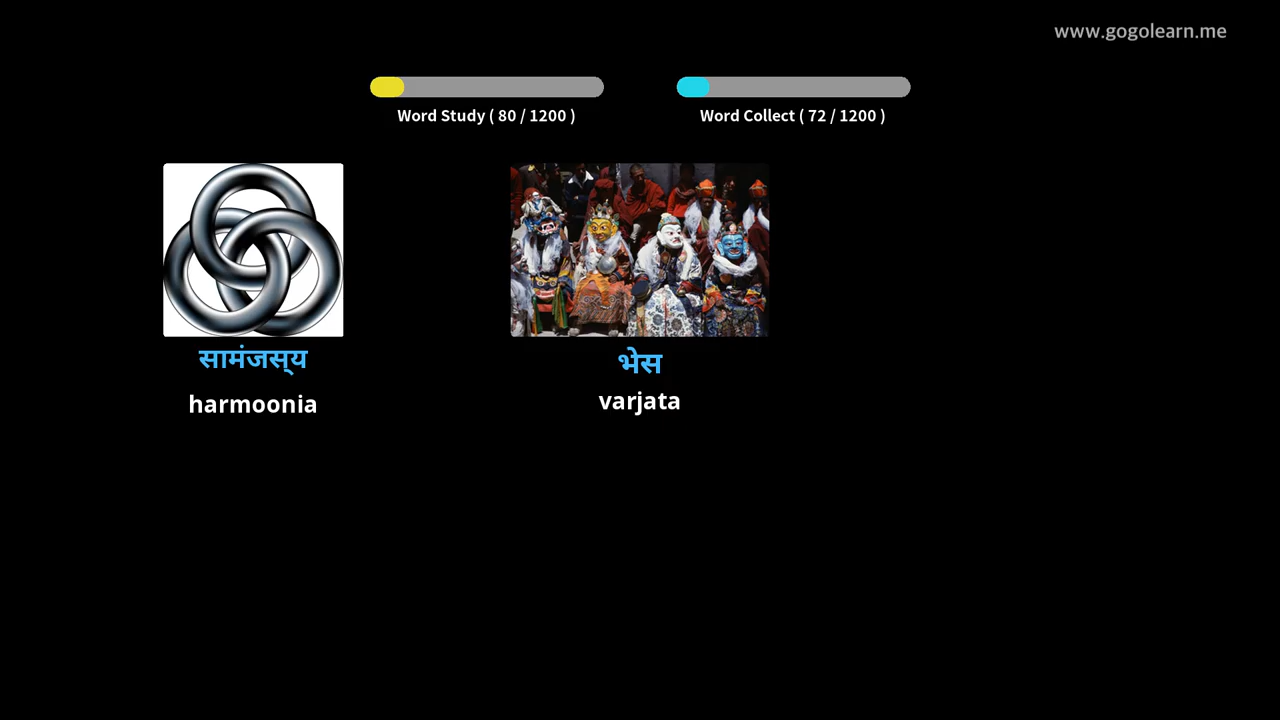 www.gogolearn.me
Word Study ( 80 / 1200 )
Word Collect ( 72 / 1200 )
सामंजस्य
harmoonia
भेस
varjata